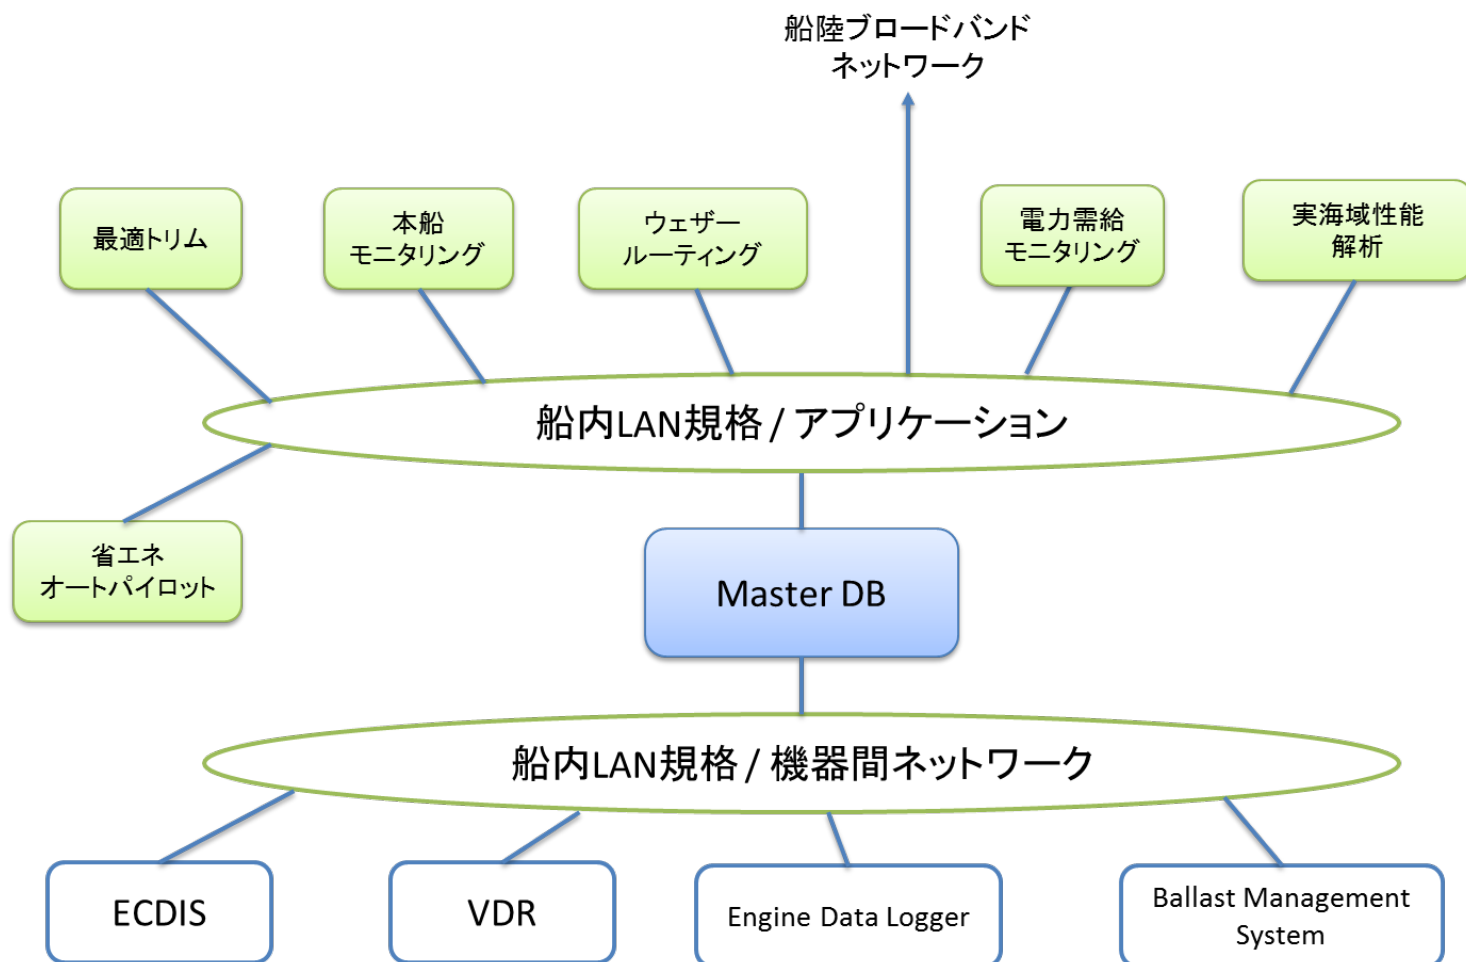 船陸ブロードバンド
ネットワーク
最適トリム
本船
モニタリング
ウェザー
ルーティング
電力需給
モニタリング
実海域性能
解析
船内LAN規格 / アプリケーション
省エネ
オートパイロット
Master DB
船内LAN規格 / 機器間ネットワーク
ECDIS
VDR
Engine Data Logger
Ballast Management
System